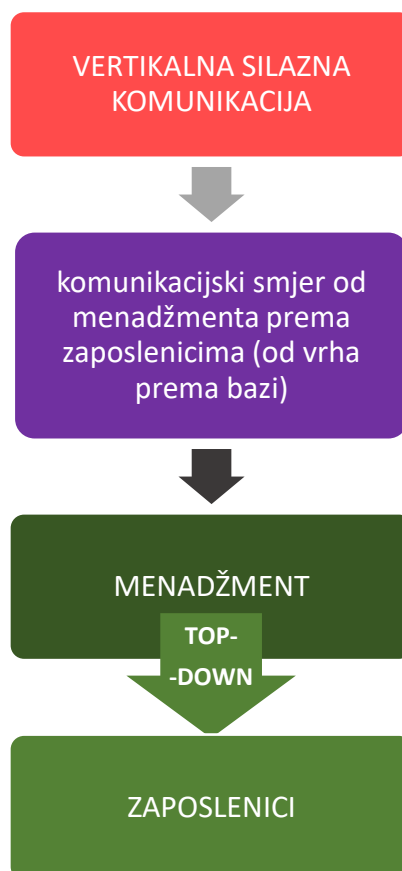 VERTIKALNA SILAZNA
KOMUNIKACIJA
komunikacijski smjer od
menadžmenta prema
zaposlenicima (od vrha
prema bazi)
MENADŽMENT
TOP-
-DOWN
ZAPOSLENICI